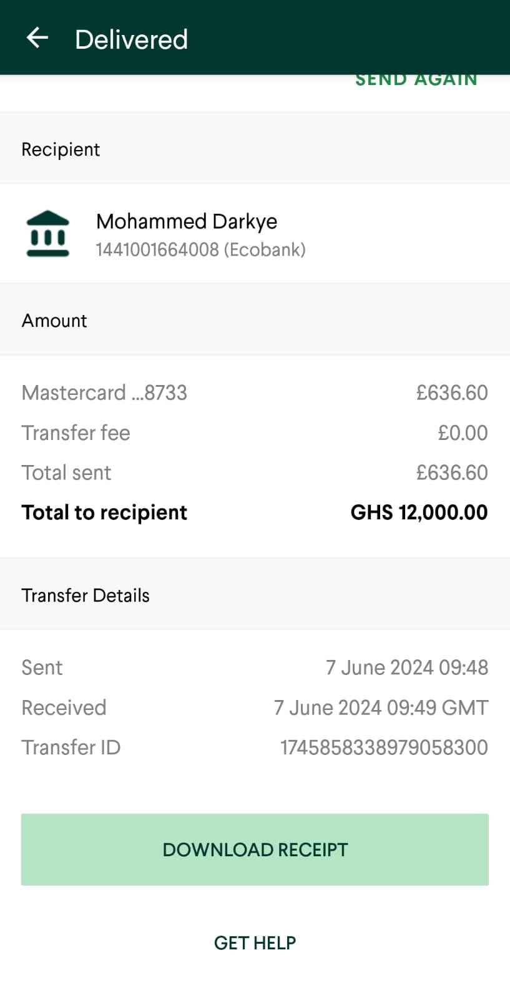 Delivered
SEND AGAIN
Recipient
Mohammed Darkye
1441001664008 (Ecobank)
Amount
Mastercard ...8733 £636.60
Transfer fee £0.00
Total sent £636.60
Total to recipient GHS 12,000.00
Transfer Details
Sent 7 June 2024 09:48
Received 7 June 2024 09:49 GMT
Transfer ID 1745858338979058300
DOWNLOAD RECEIPT
GET HELP